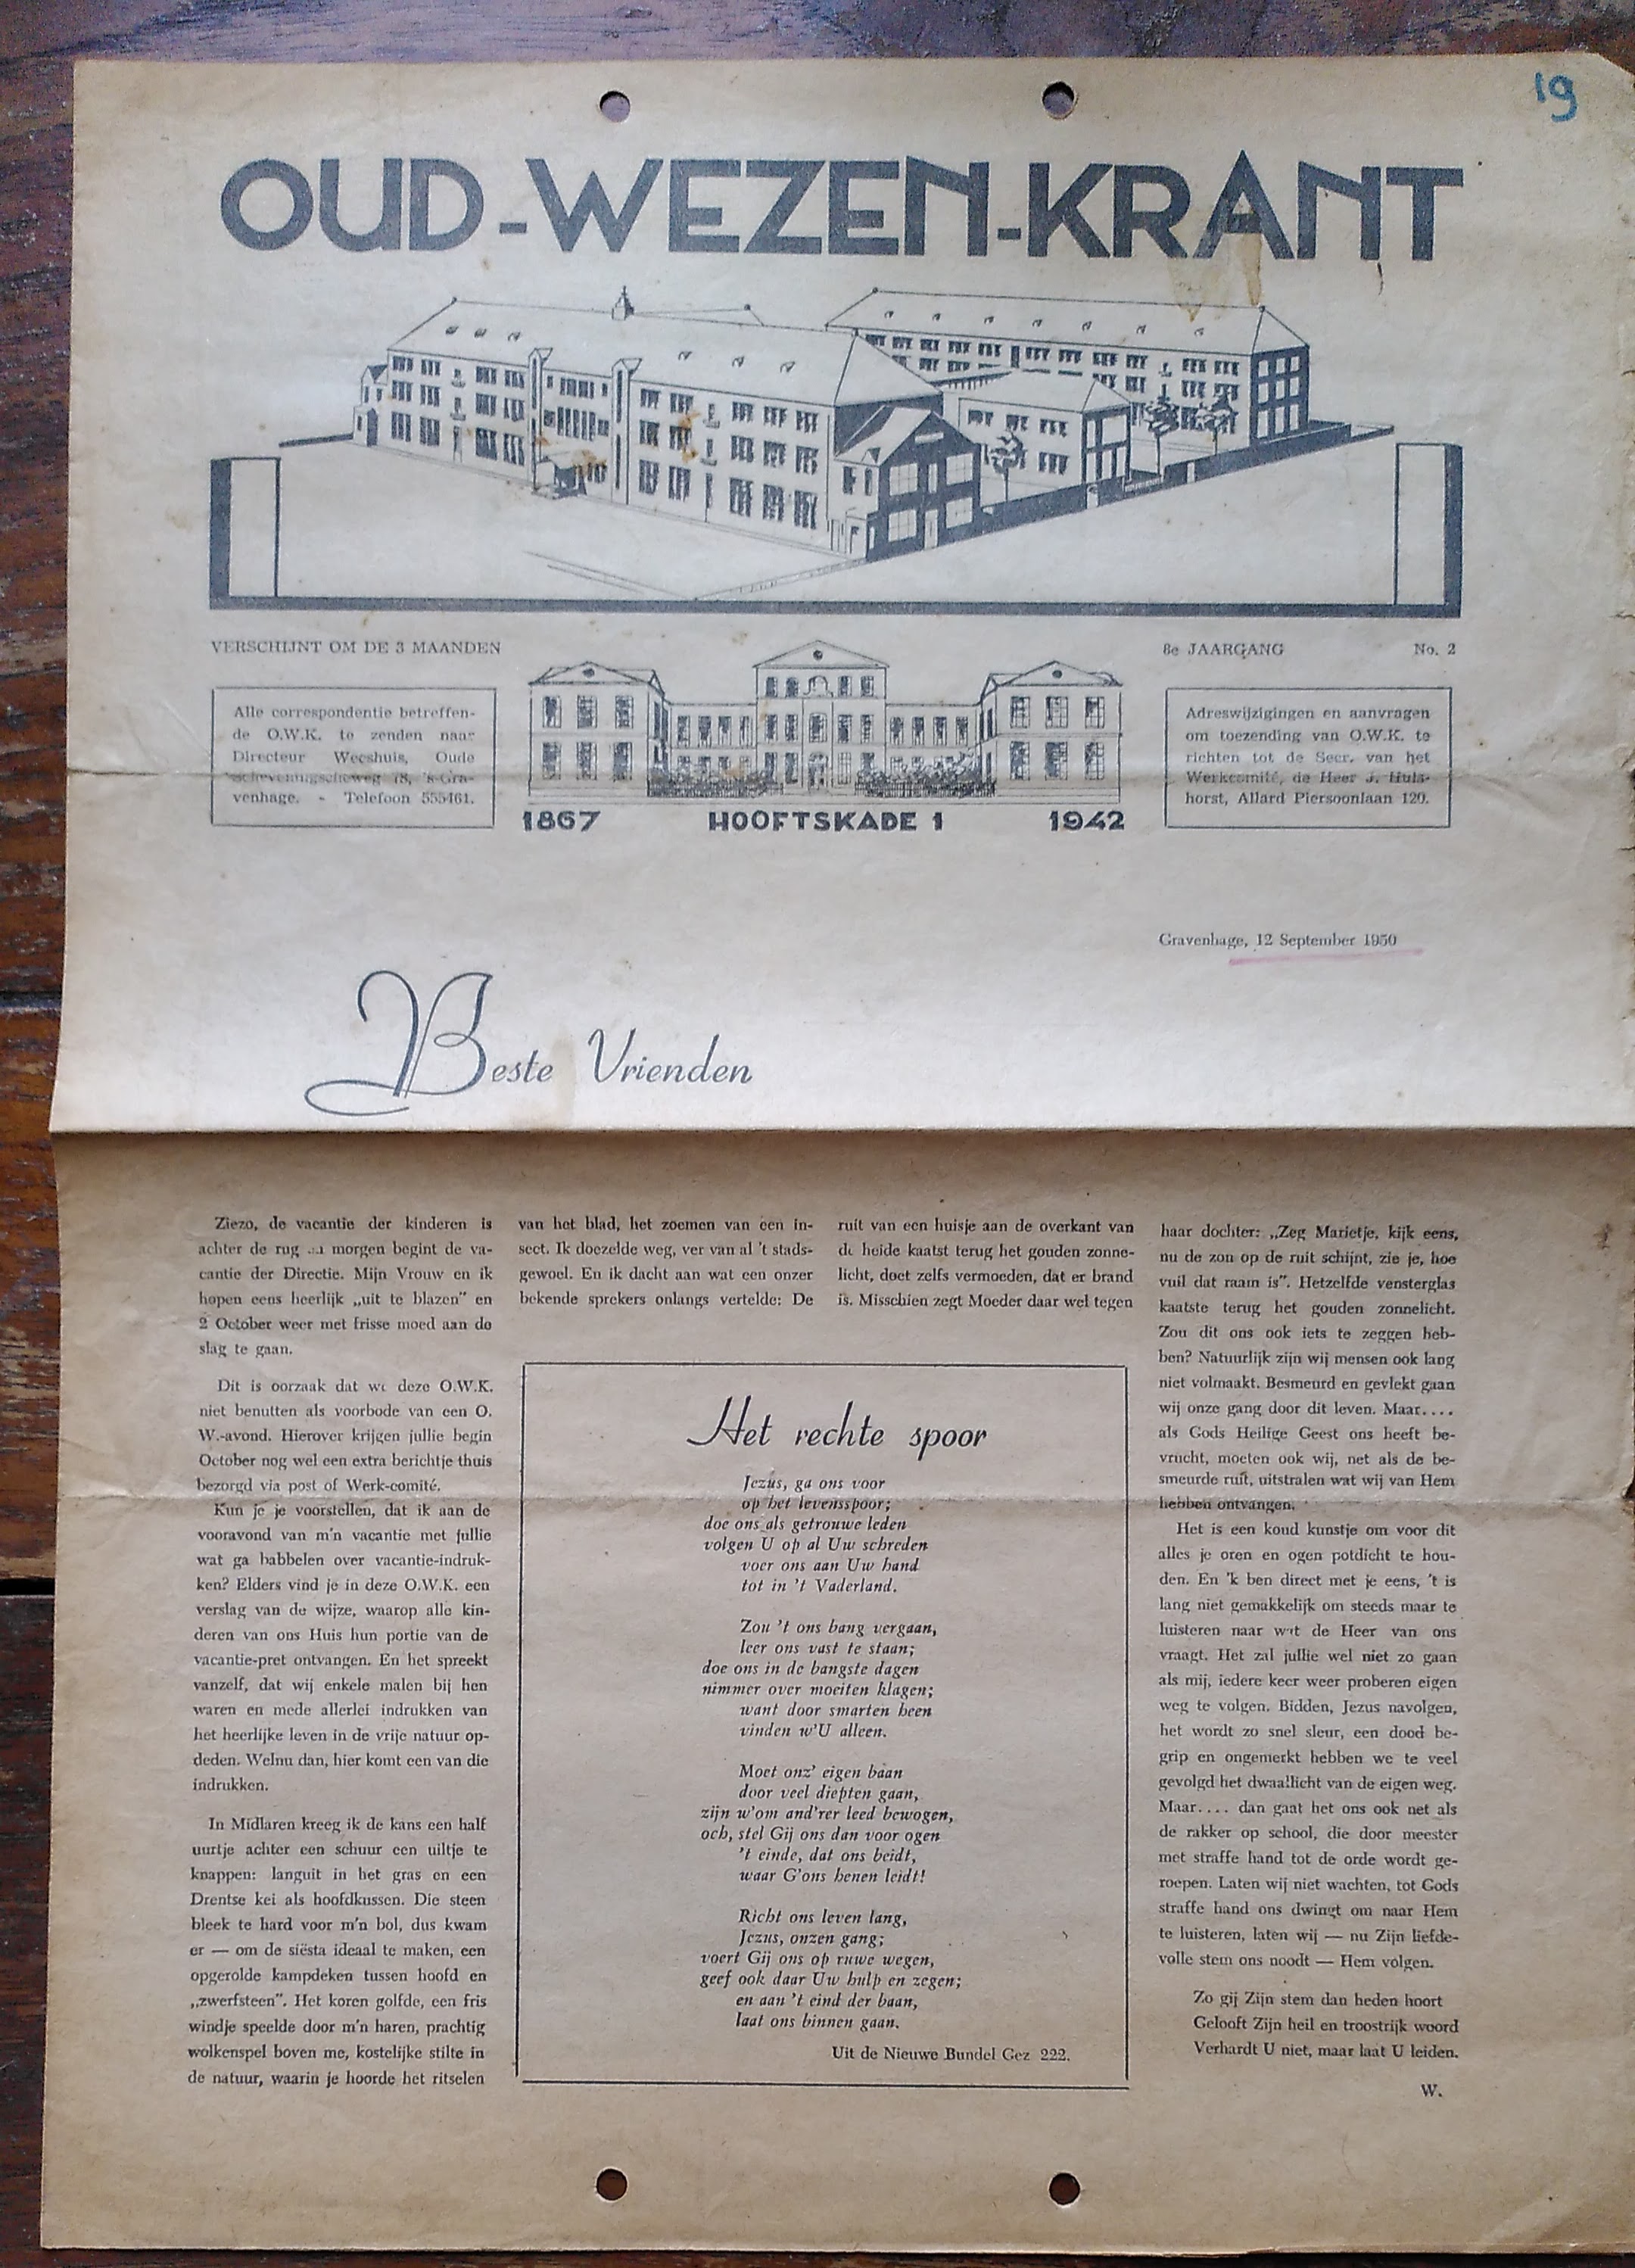 19
OUD-WEZEN-KRANT
VERSCHIJNT OM DE 3 MAANDEN
8e JAARGANG No. 2
Alle correspondentie betreffen-
de O.W.K. te zenden naar
Directeur Weeshuis, Oude
Scheveningscheweg 78, 's-Gra-
venhage. - Telefoon 555461.
1867 HOOFTSKADE 1 1942
Adreswijzigingen en aanvragen
om toezending van O.W.K. te
richten tot de Secr. van het
Werkcomité, de Heer J. Huls-
horst, Allard Piersoonlaan 120.
Gravenhage, 12 September 1950
Beste Vrienden
Ziezo, de vacantie der kinderen is
achter de rug morgen begint de va-
cantie der Directie. Mijn Vrouw en ik
hopen eens heerlijk „uit te blazen” en
2 October weer met frisse moed aan de
slag te gaan.
Dit is oorzaak dat we deze O.W.K.
niet benutten als voorbode van een O.
W.-avond. Hierover krijgen jullie begin
October nog wel een extra berichtje thuis
bezorgd via post of Werk-comité.
Kun je je voorstellen, dat ik aan de
vooravond van m'n vacantie met jullie
wat ga babbelen over vacantie-indruk-
ken? Elders vind je in deze O.W.K. een
verslag van de wijze, waarop alle kin-
deren van ons Huis hun portie van de
vacantie-pret ontvangen. En het spreekt
vanzelf, dat wij enkele malen bij hen
waren en mede allerlei indrukken van
het heerlijke leven in de vrije natuur op-
deden. Welnu dan, hier komt een van die
indrukken.
In Midlaren kreeg ik de kans een half
uurtje achter een schuur een uiltje te
knappen: languit in het gras en een
Drentse kei als hoofdkussen. Die steen
bleek te hard voor m'n bol, dus kwam
er — om de siësta ideaal te maken, een
opgerolde kampdeken tussen hoofd en
„zwerfsteen”. Het koren golfde, een fris
windje speelde door m'n haren, prachtig
wolkenspel boven me, kostelijke stilte in
de natuur, waarin je hoorde het ritselen
van het blad, het zoemen van een in-
sect. Ik doezelde weg, ver van al 't stads-
gewoel. En ik dacht aan wat een onzer
bekende sprekers onlangs vertelde: De
ruit van een huisje aan de overkant van
de heide kaatst terug het gouden zonne-
licht, doet zelfs vermoeden, dat er brand
is. Misschien zegt Moeder daar wel tegen
Het rechte spoor
Jezus, ga ons voor
op het levensspoor;
doe ons als getrouwe leden
volgen U op al Uw schreden
voer ons aan Uw hand
tot in 't Vaderland.
Zou 't ons bang vergaan,
leer ons vast te staan;
doe ons in de bangste dagen
nimmer over moeiten klagen;
want door smarten heen
vinden w'U alleen.
Moet onz' eigen baan
door veel diepten gaan,
zijn w'om and'rer leed bewogen,
och, stel Gij ons dan voor ogen
't einde, dat ons beidt,
waar G'ons henen leidt!
Richt ons leven lang,
Jezus, onzen gang;
voert Gij ons op ruwe wegen,
geef ook daar Uw hulp en zegen;
en aan 't eind der baan,
laat ons binnen gaan.
Uit de Nieuwe Bundel Gez 222.
haar dochter: „Zeg Marietje, kijk eens,
nu de zon op de ruit schijnt, zie je, hoe
vuil dat raam is”. Hetzelfde vensterglas
kaatste terug het gouden zonnelicht.
Zou dit ons ook iets te zeggen heb-
ben? Natuurlijk zijn wij mensen ook lang
niet volmaakt. Besmeurd en gevlekt gaan
wij onze gang door dit leven. Maar....
als Gods Heilige Geest ons heeft be-
vrucht, moeten ook wij, net als de be-
smeurde ruit, uitstralen wat wij van Hem
hebben ontvangen.
Het is een koud kunstje om voor dit
alles je oren en ogen potdicht te hou-
den. En 'k ben direct met je eens, 't is
lang niet gemakkelijk om steeds maar te
luisteren naar wat de Heer van ons
vraagt. Het zal jullie wel niet zo gaan
als mij, iedere keer weer proberen eigen
weg te volgen. Bidden, Jezus navolgen,
het wordt zo snel sleur, een dood be-
grip en ongemerkt hebben we te veel
gevolgd het dwaallicht van de eigen weg.
Maar.... dan gaat het ons ook net als
de rakker op school, die door meester
met straffe hand tot de orde wordt ge-
roepen. Laten wij niet wachten, tot Gods
straffe hand ons dwingt om naar Hem
te luisteren, laten wij — nu Zijn liefde-
volle stem ons noodt — Hem volgen.
Zo gij Zijn stem dan heden hoort
Gelooft Zijn heil en troostrijk woord
Verhardt U niet, maar laat U leiden.
W.